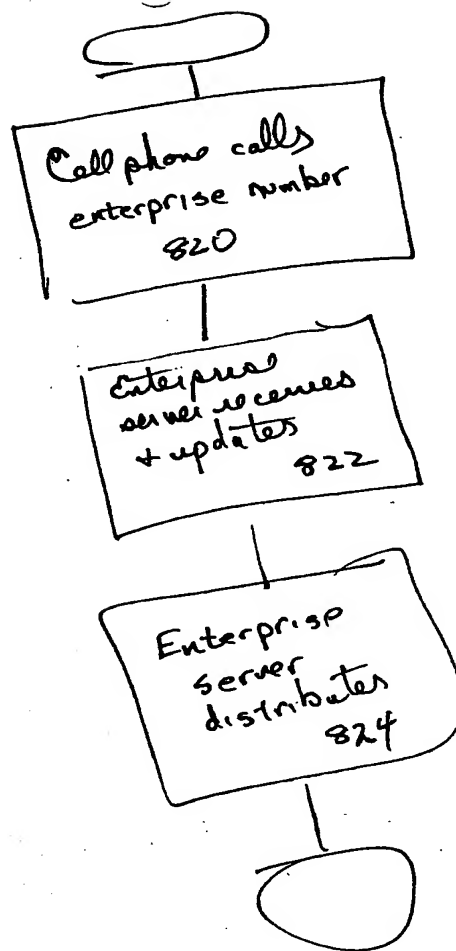 Cell phone calls
enterprise number
820
Enterprise
server receives
+ updates
822
Enterprise
server
distributes
824